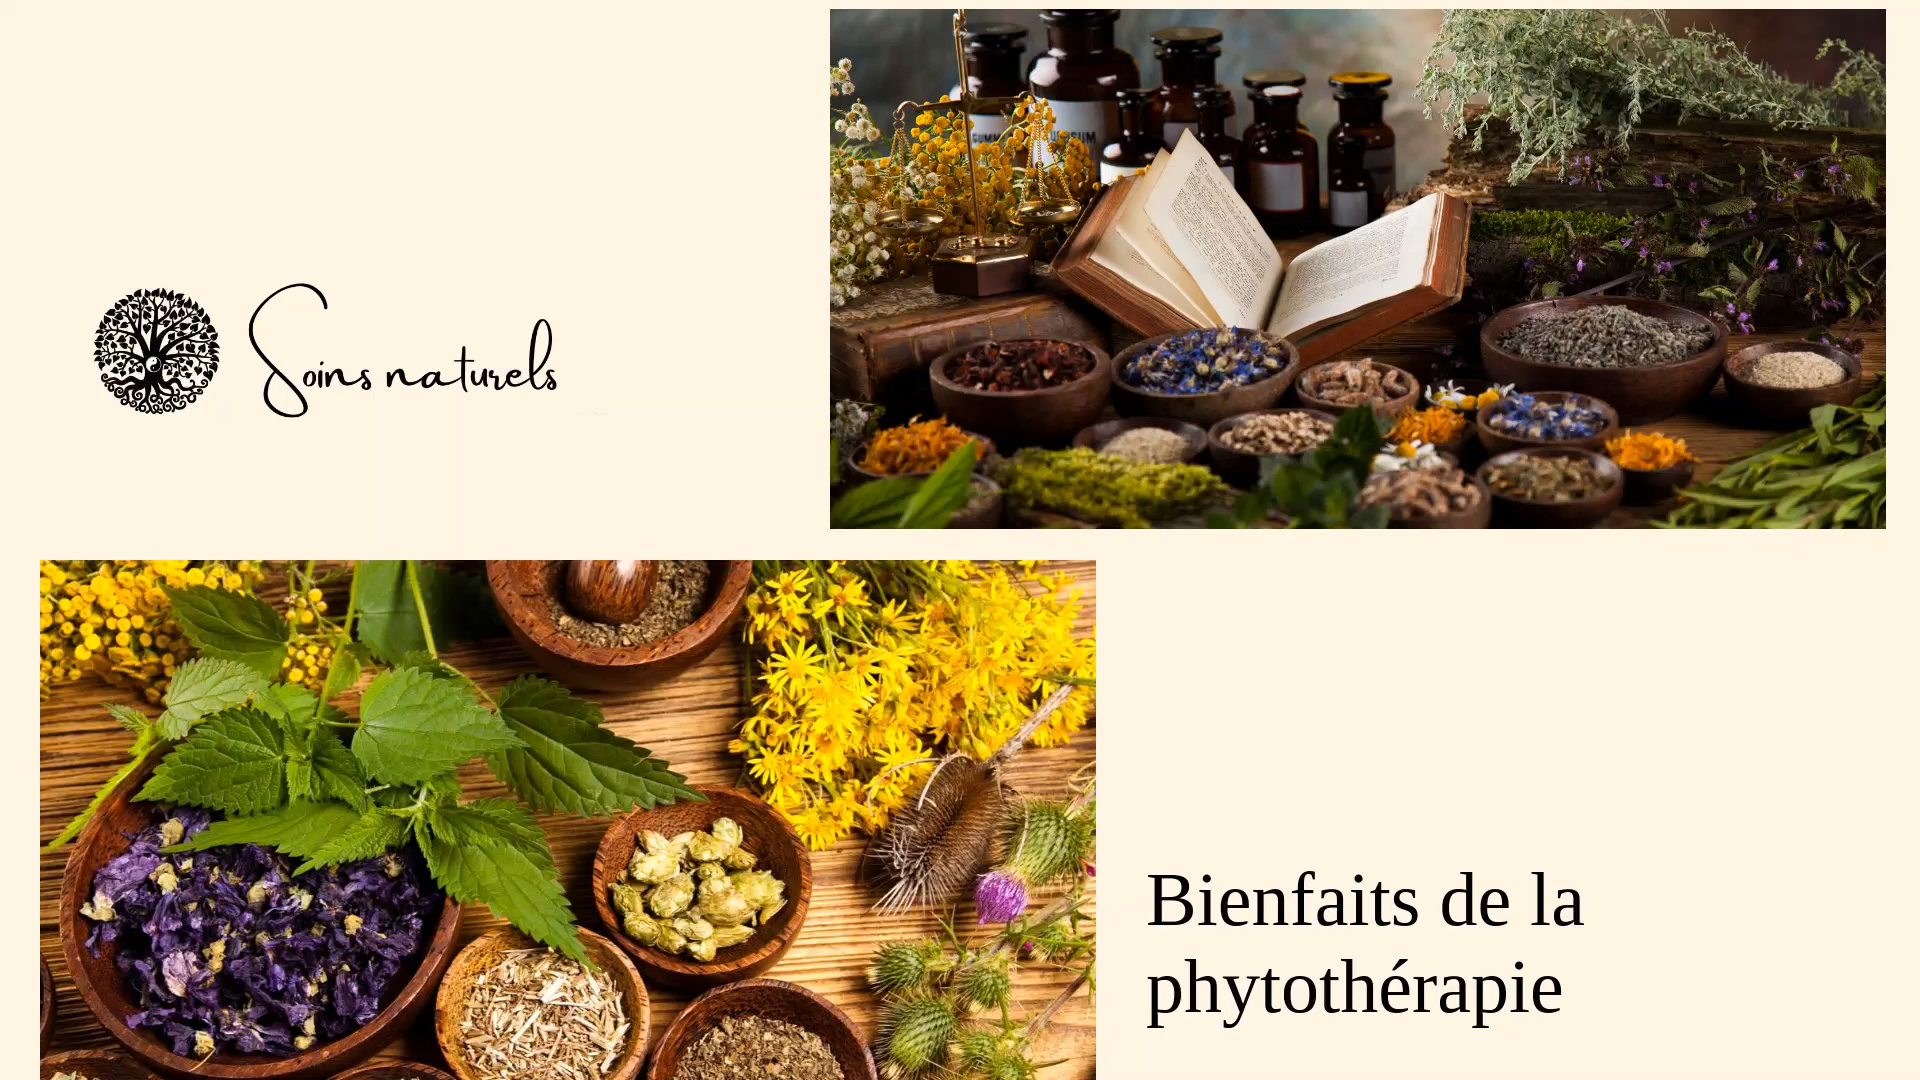 Soins naturels
Bienfaits de la
phytothérapie